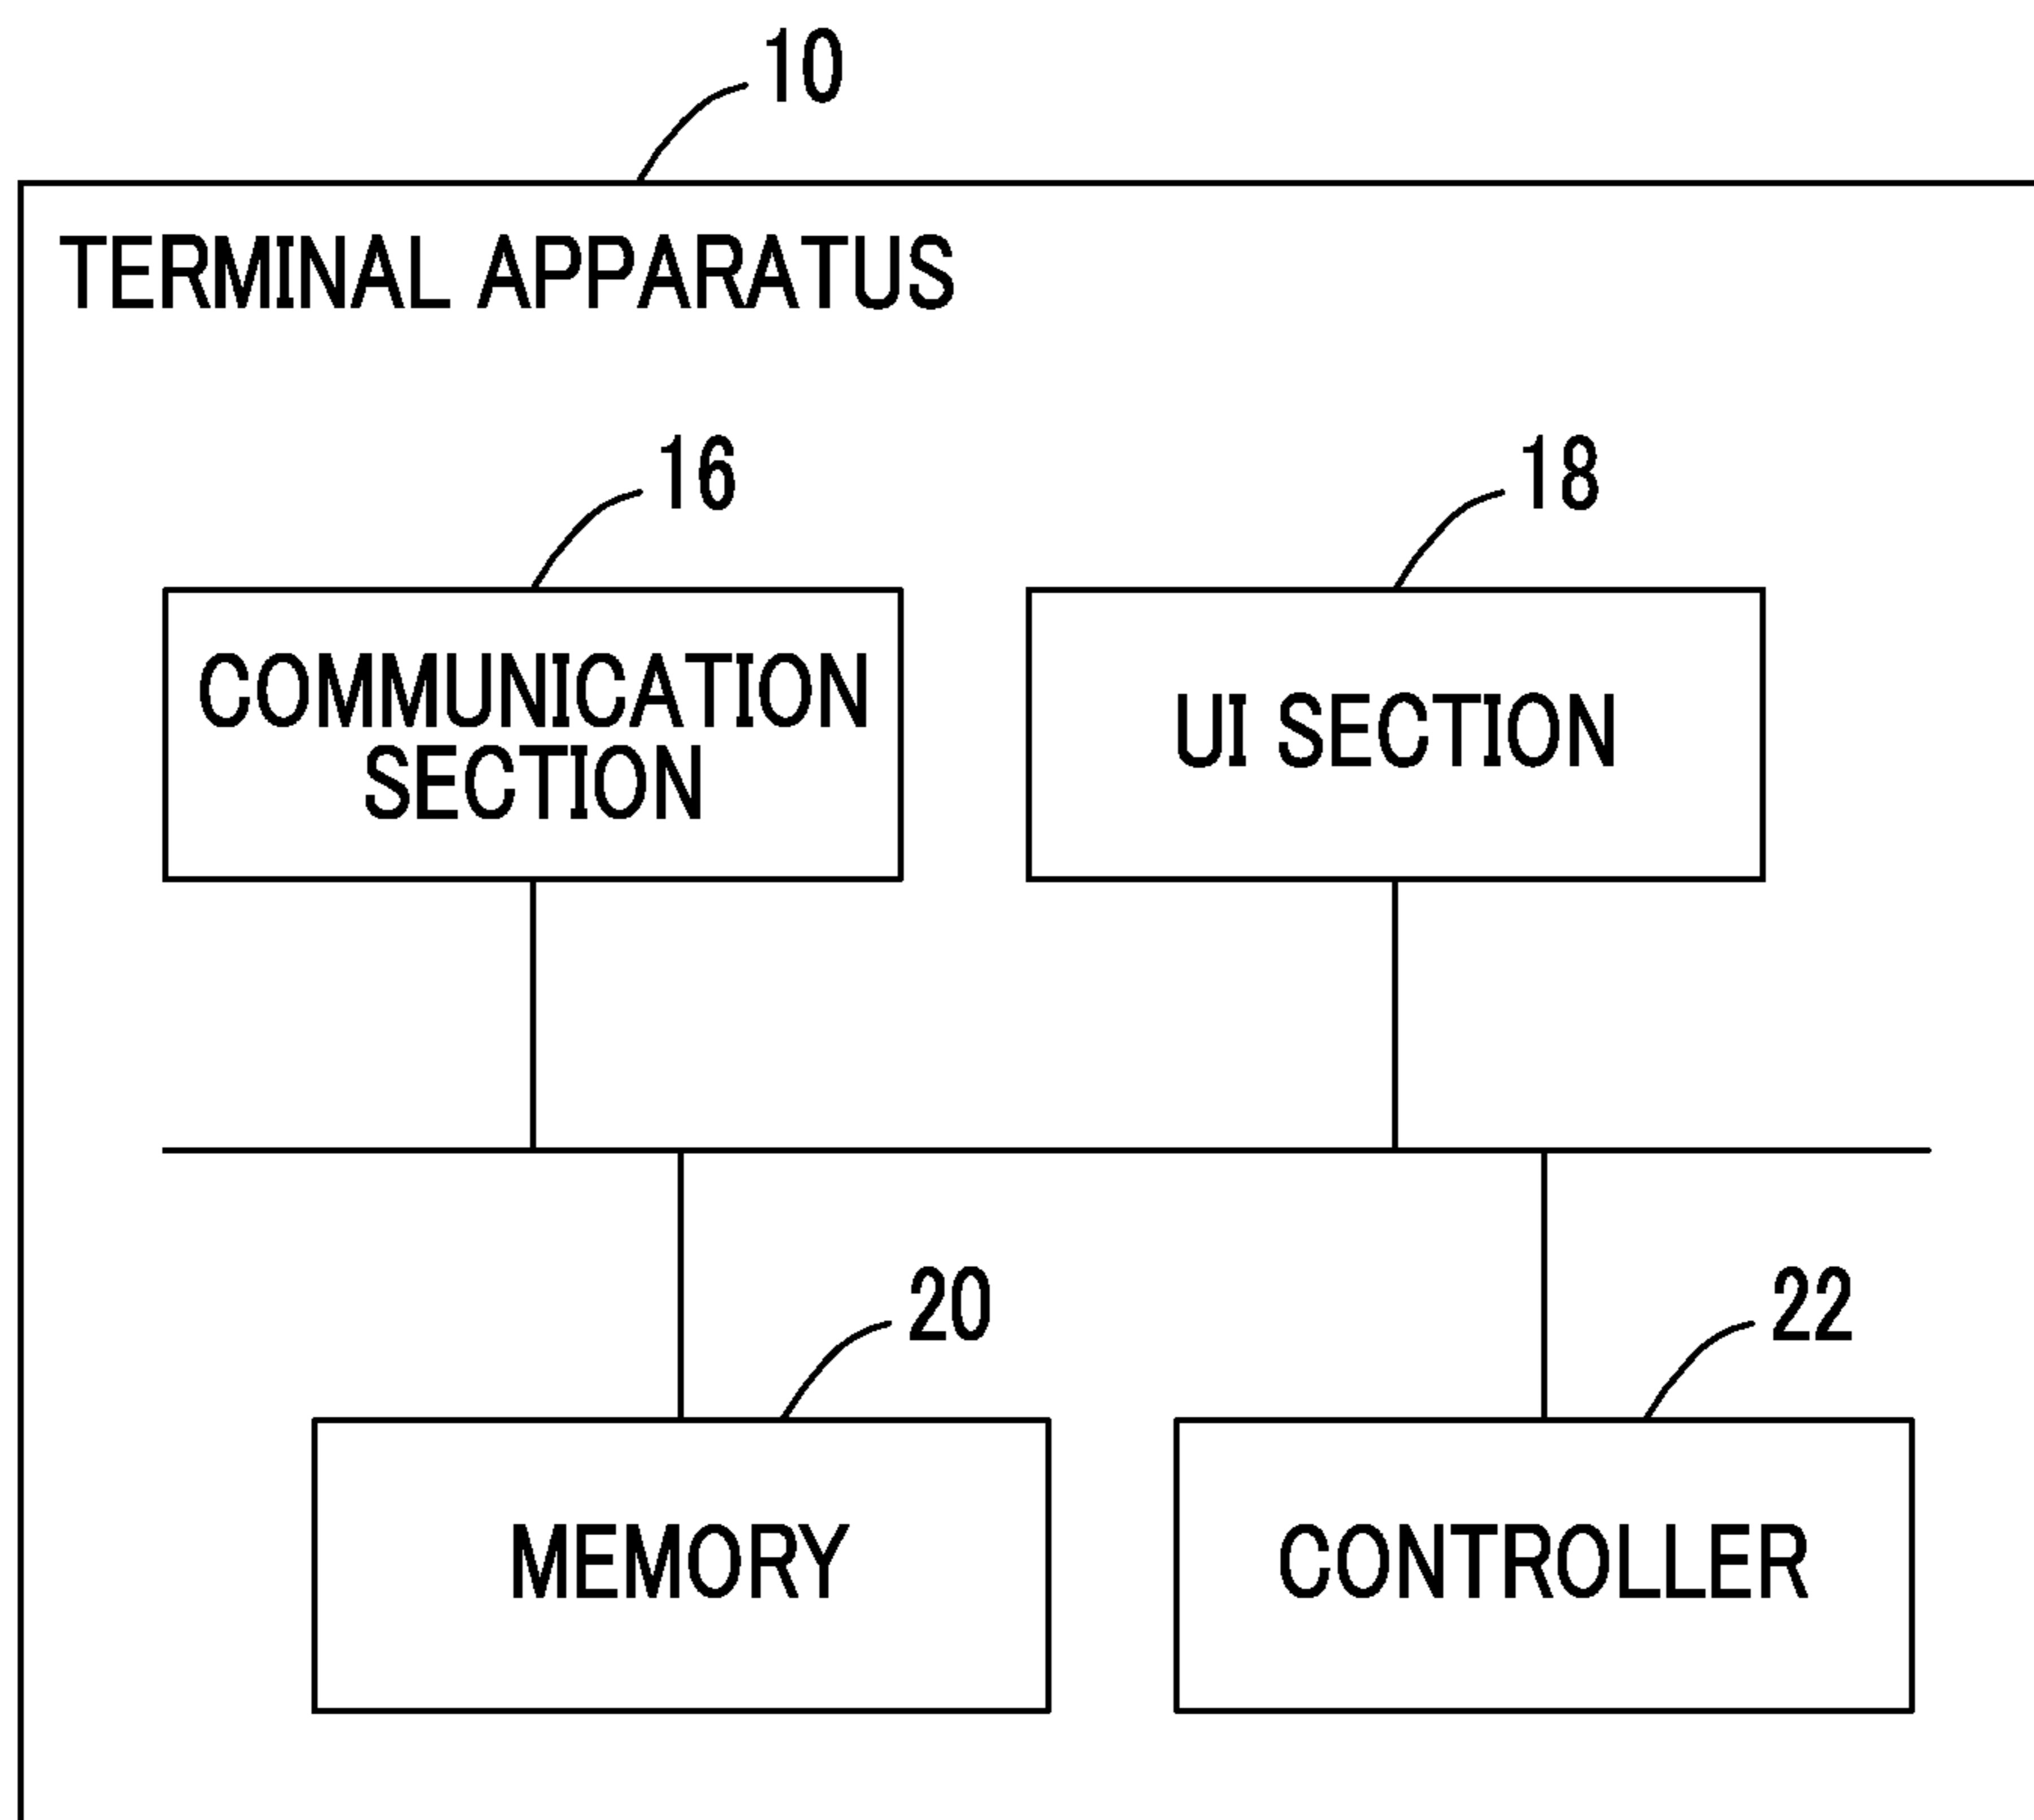 10
TERMINAL APPARATUS
16
18
COMMUNICATION
SECTION
UI SECTION
20
22
MEMORY
CONTROLLER